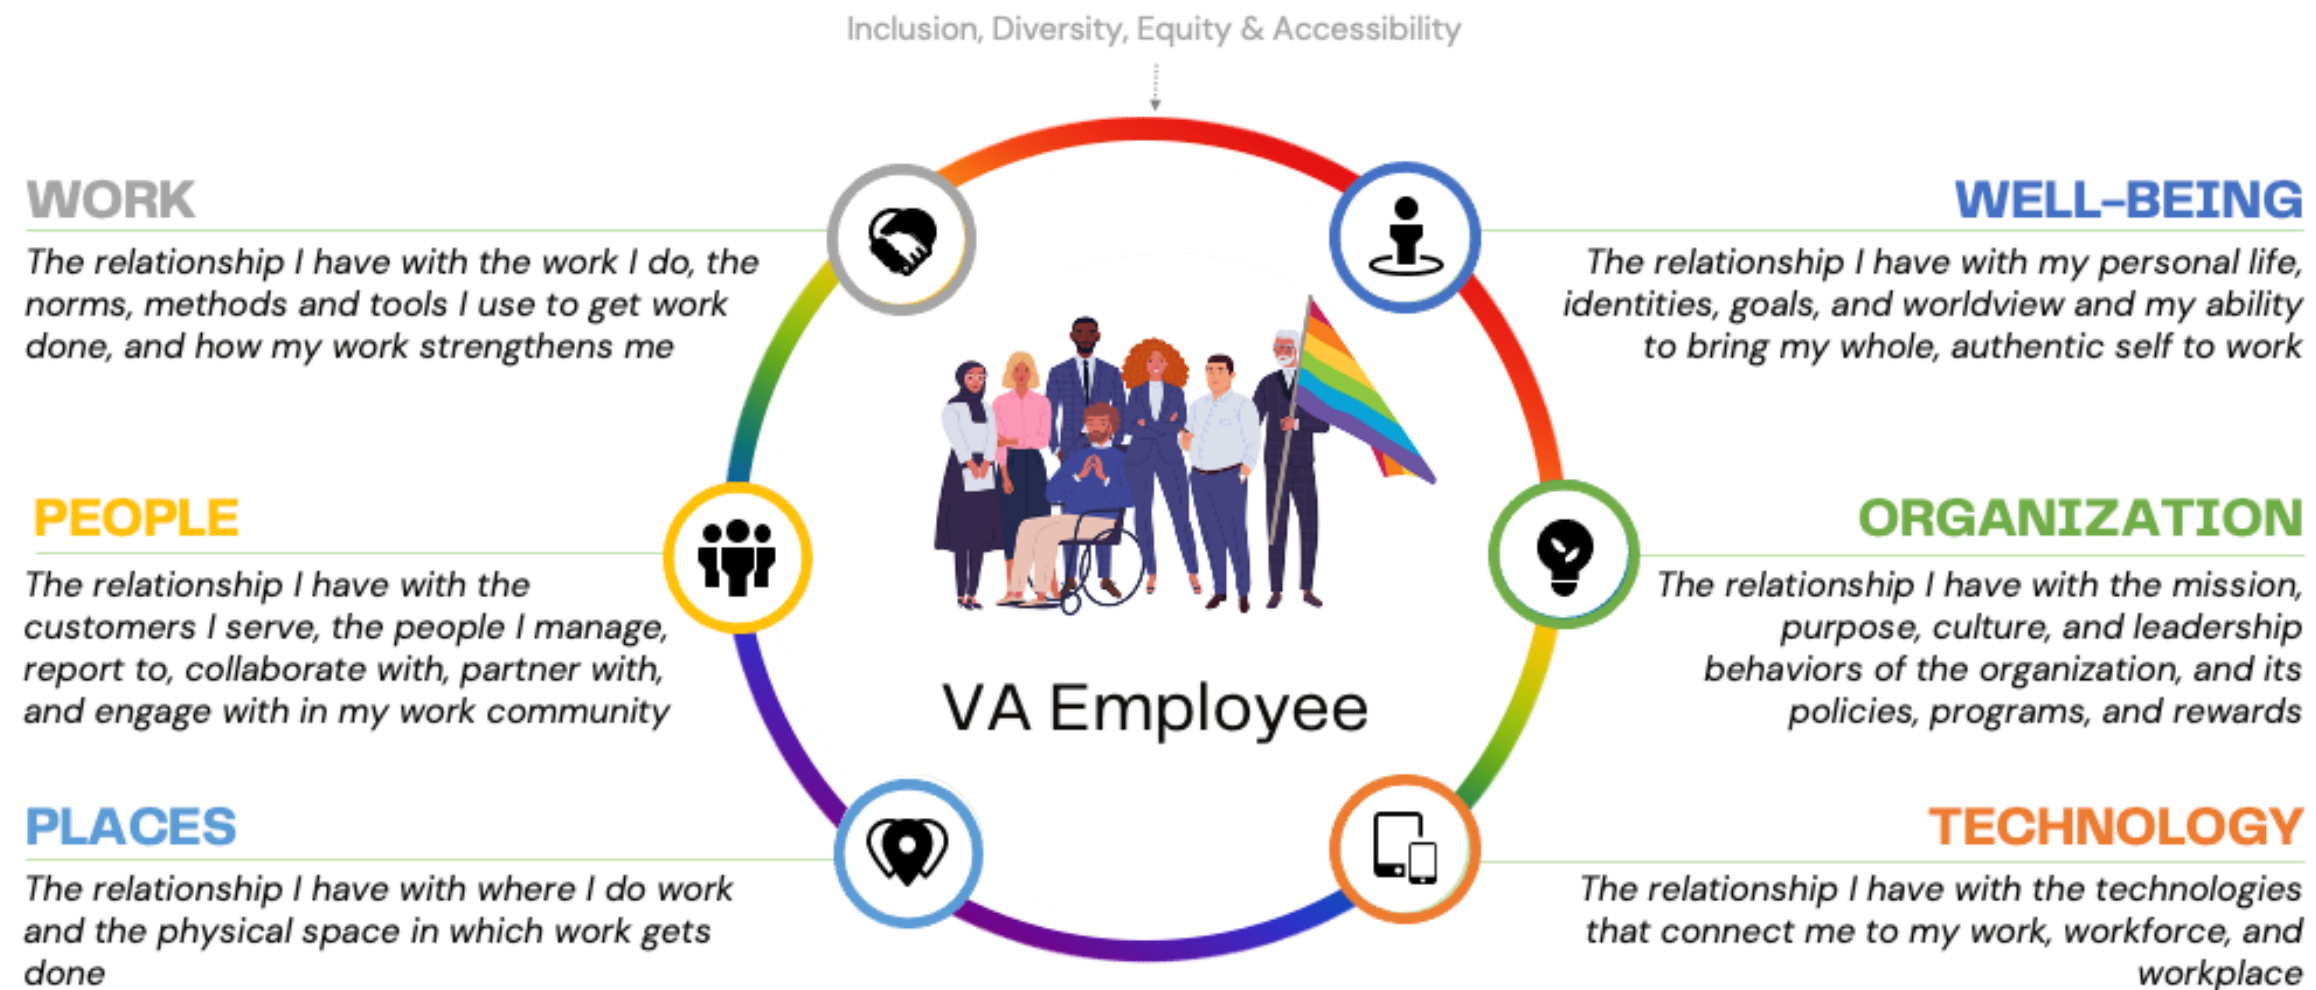 Inclusion, Diversity, Equity & Accessibility
WORK
The relationship I have with the work I do, the
norms, methods and tools I use to get work
done, and how my work strengthens me
PEOPLE
The relationship I have with the
customers I serve, the people I manage,
report to, collaborate with, partner with,
and engage with in my work community
PLACES
The relationship I have with where I do work
and the physical space in which work gets
done
VA Employee
WELL-BEING
The relationship I have with my personal life,
identities, goals, and worldview and my ability
to bring my whole, authentic self to work
ORGANIZATION
The relationship I have with the mission,
purpose, culture, and leadership
behaviors of the organization, and its
policies, programs, and rewards
TECHNOLOGY
The relationship I have with the technologies
that connect me to my work, workforce, and
workplace